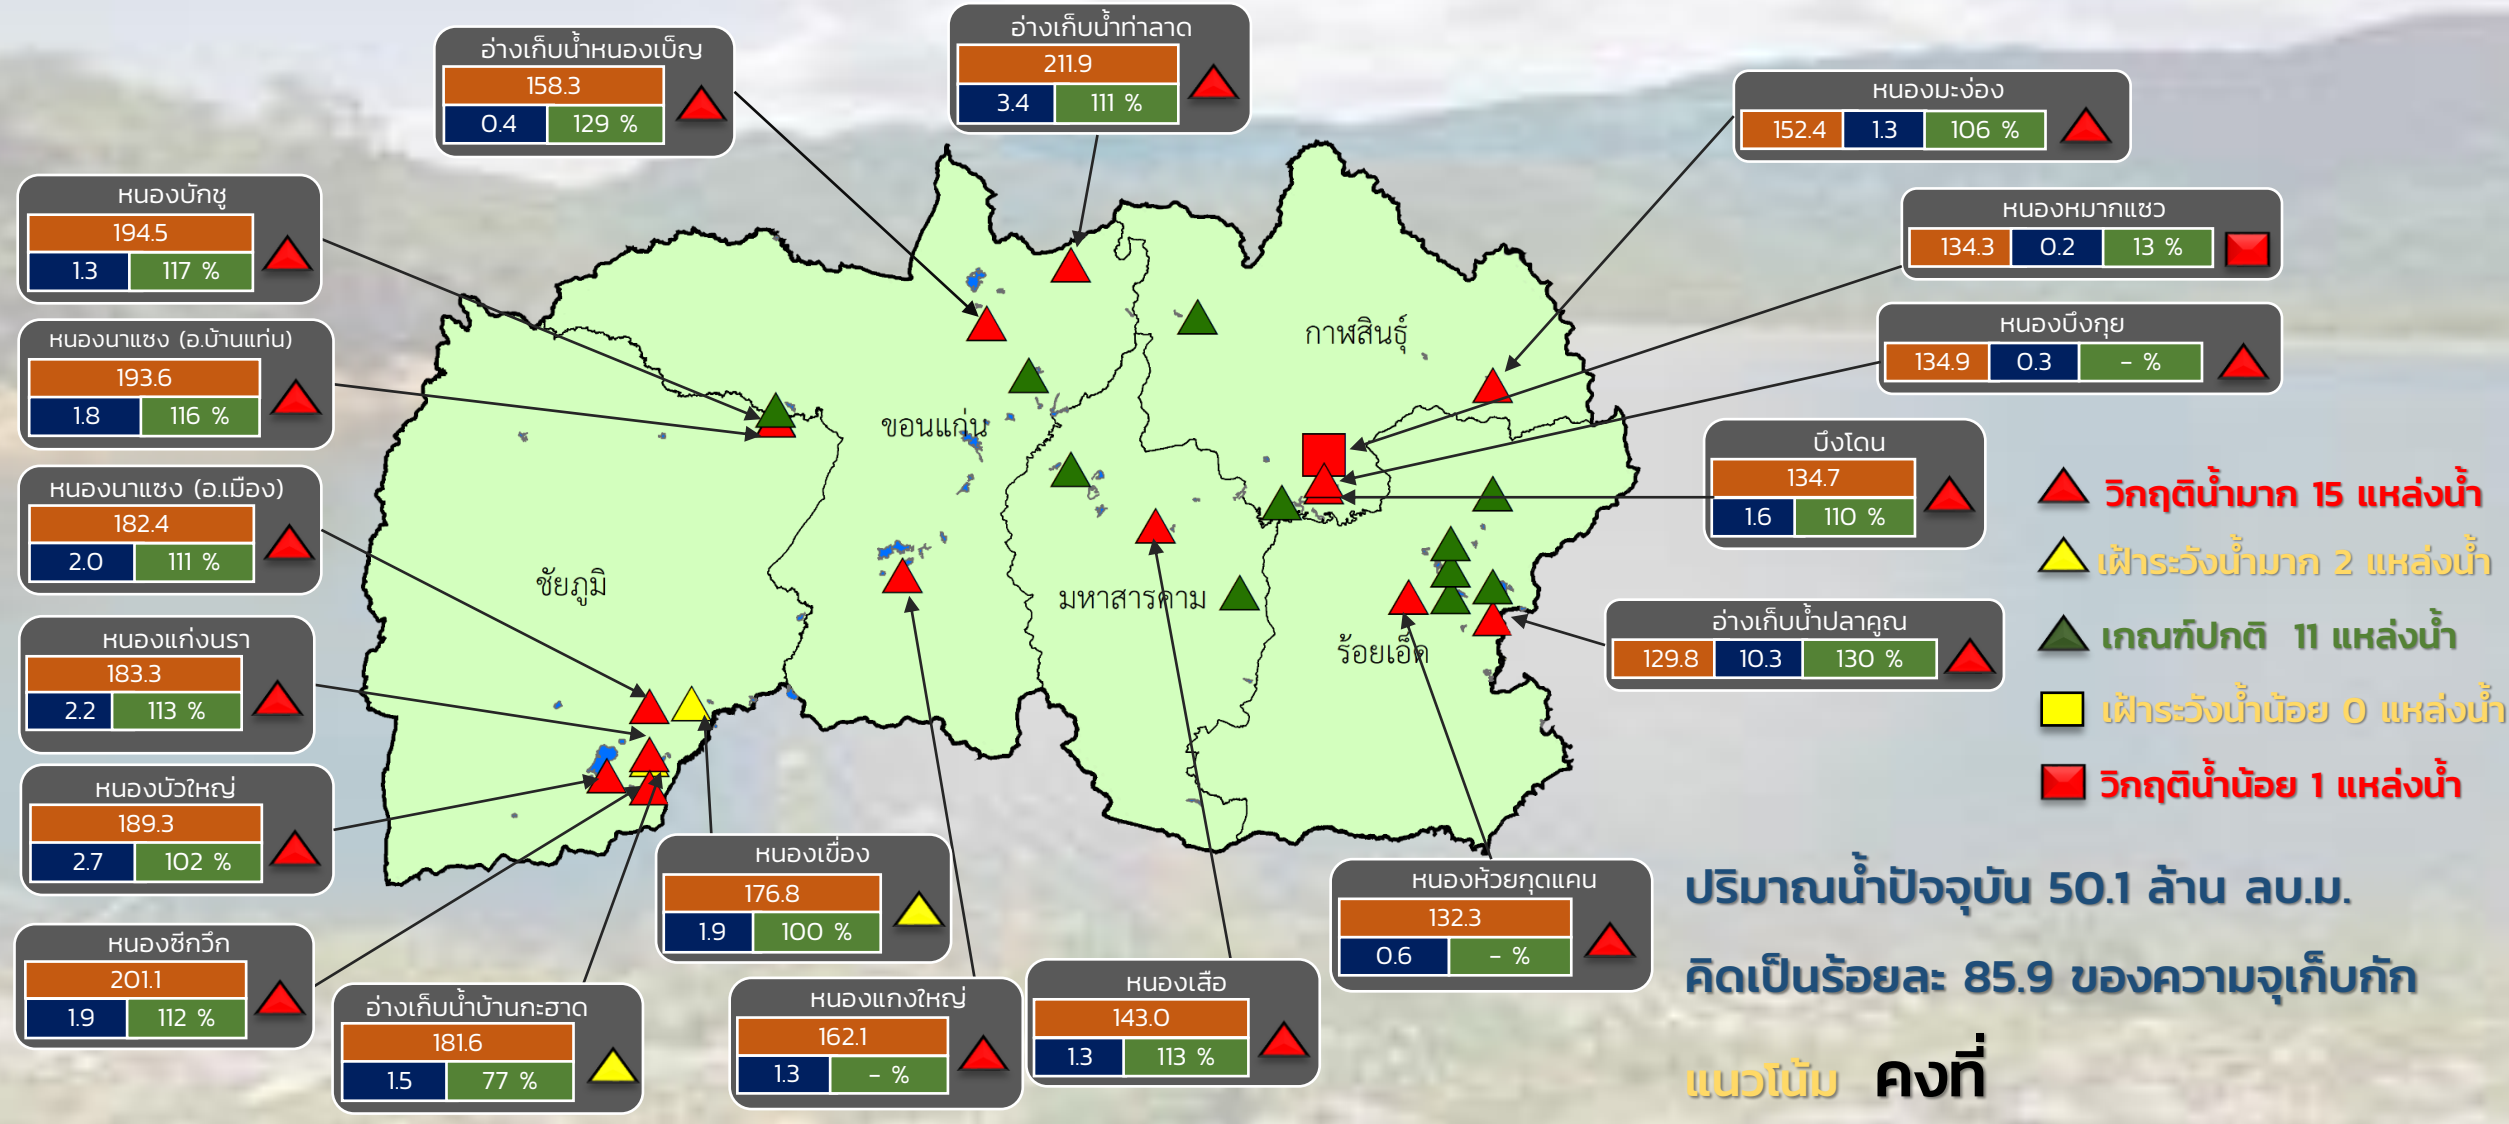 อ่างเก็บน้ำหนองเบ็ญ
158.3
0.4 129 %
อ่างเก็บน้ำท่าลาด
211.9
3.4 111 %
หนองมะง่อง
152.4 1.3 106 %
หนองบักชู
194.5
1.3 117 %
หนองหมากแซว
134.3 0.2 13 %
หนองนาแซง (อ.บ้านแท่น)
193.6
1.8 116 %
หนองบึงกุย
134.9 0.3 - %
กาฬสินธุ์
ขอนแก่น
บึงโดน
134.7
1.6 110 %
หนองนาแซง (อ.เมือง)
182.4
2.0 111 %
วิกฤติน้ำมาก 15 แหล่งน้ำ
เฝ้าระวังน้ำมาก 2 แหล่งน้ำ
เกณฑ์ปกติ 11 แหล่งน้ำ
เฝ้าระวังน้ำน้อย 0 แหล่งน้ำ
วิกฤติน้ำน้อย 1 แหล่งน้ำ
ชัยภูมิ
มหาสารคาม
ร้อยเอ็ด
อ่างเก็บน้ำปลาคูณ
129.8 10.3 130 %
หนองแก่งนรา
183.3
2.2 113 %
หนองบัวใหญ่
189.3
2.7 102 %
หนองเขื่อง
176.8
1.9 100 %
หนองห้วยกุดแคน
132.3
0.6 - %
หนองซีกวึก
201.1
1.9 112 %
อ่างเก็บน้ำบ้านกะฮาด
181.6
1.5 77 %
หนองแกงใหญ่
162.1
1.3 - %
หนองเสือ
143.0
1.3 113 %
ปริมาณน้ำปัจจุบัน 50.1 ล้าน ลบ.ม.
คิดเป็นร้อยละ 85.9 ของความจุเก็บกัก
แนวโน้ม คงที่